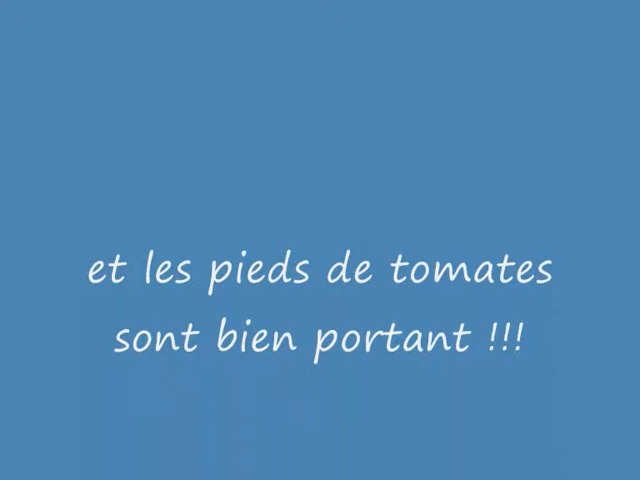 et les pieds de tomates
sont bien portant !!!